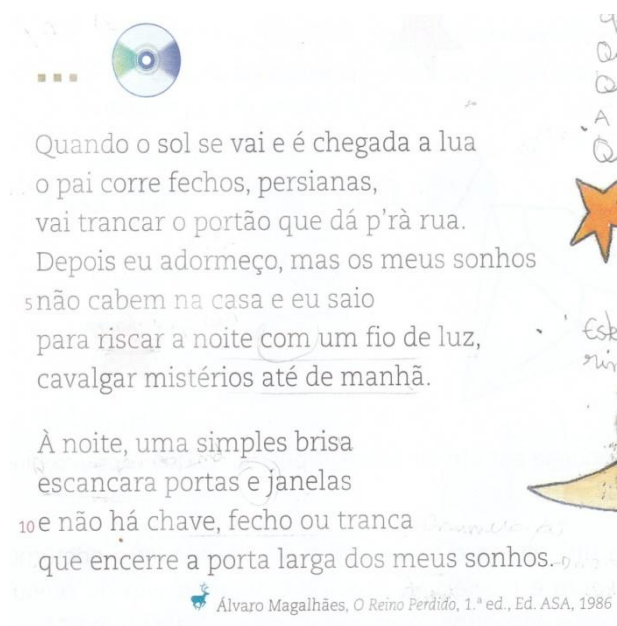 ...
Quando o sol se vai e é chegada a lua
o pai corre fechos, persianas,
vai trancar o portão que dá p'rà rua.
Depois eu adormeço, mas os meus sonhos
5 não cabem na casa e eu saio
para riscar a noite com um fio de luz,
cavalgar mistérios até de manhã.
À noite, uma simples brisa
escancara portas e janelas
10 e não há chave, fecho ou tranca
que encerre a porta larga dos meus sonhos.
Álvaro Magalhães, O Reino Perdido, 1.ª ed., Ed. ASA, 1986
Q
Q
A
Q